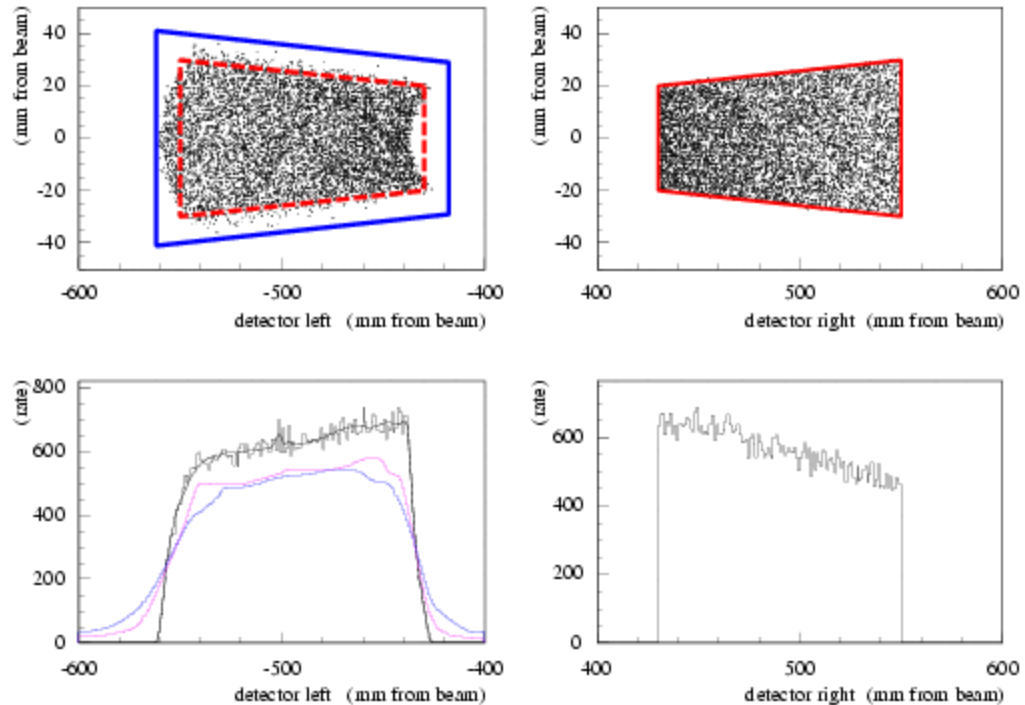 (mm from beam)
40
20
0
-20
-40
-600 -500 -400
detector left (mm from beam)
(mm from beam)
40
20
0
-20
-40
400 500 600
detector right (mm from beam)
(rate)
800
600
400
200
0
-600 -500 -400
detector left (mm from beam)
(rate)
600
400
200
0
400 500 600
detector right (mm from beam)